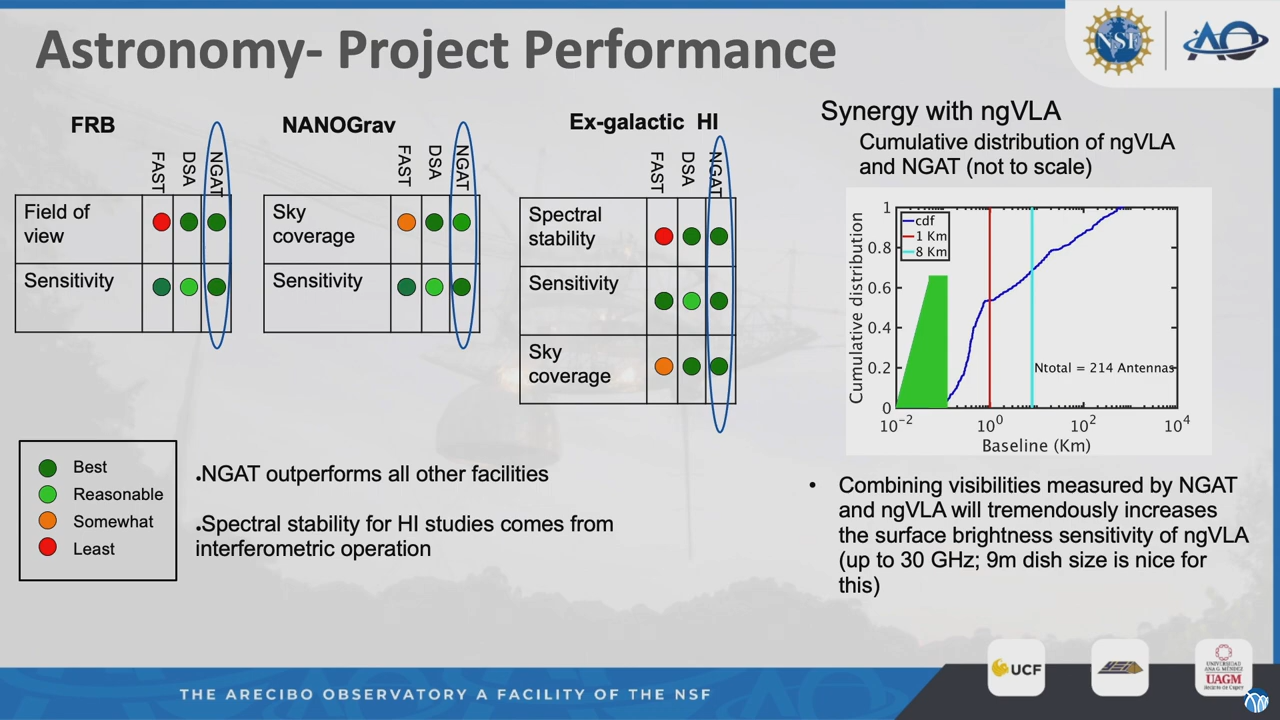 Astronomy- Project Performance
NSF
AO
FRB
FAST DSA NGAT
Field of
view
Sensitivity
NANOGrav
FAST DSA NGAT
Sky
coverage
Sensitivity
Ex-galactic HI
FAST DSA NGAT
Spectral
stability
Sensitivity
Sky
coverage
Best
Reasonable
Somewhat
Least
.NGAT outperforms all other facilities
.Spectral stability for HI studies comes from
interferometric operation
Synergy with ngVLA
Cumulative distribution of ngVLA
and NGAT (not to scale)
Cumulative distribution
1
0.8
0.6
0.4
0.2
0
cdf
1 Km
8 Km
Ntotal = 214 Antennas
10⁻² 10⁰ 10² 10⁴
Baseline (Km)
• Combining visibilities measured by NGAT
and ngVLA will tremendously increases
the surface brightness sensitivity of ngVLA
(up to 30 GHz; 9m dish size is nice for
this)
THE ARECIBO OBSERVATORY A FACILITY OF THE NSF
UCF
UNIVERSIDAD
ANA G. MÉNDEZ
UAGM